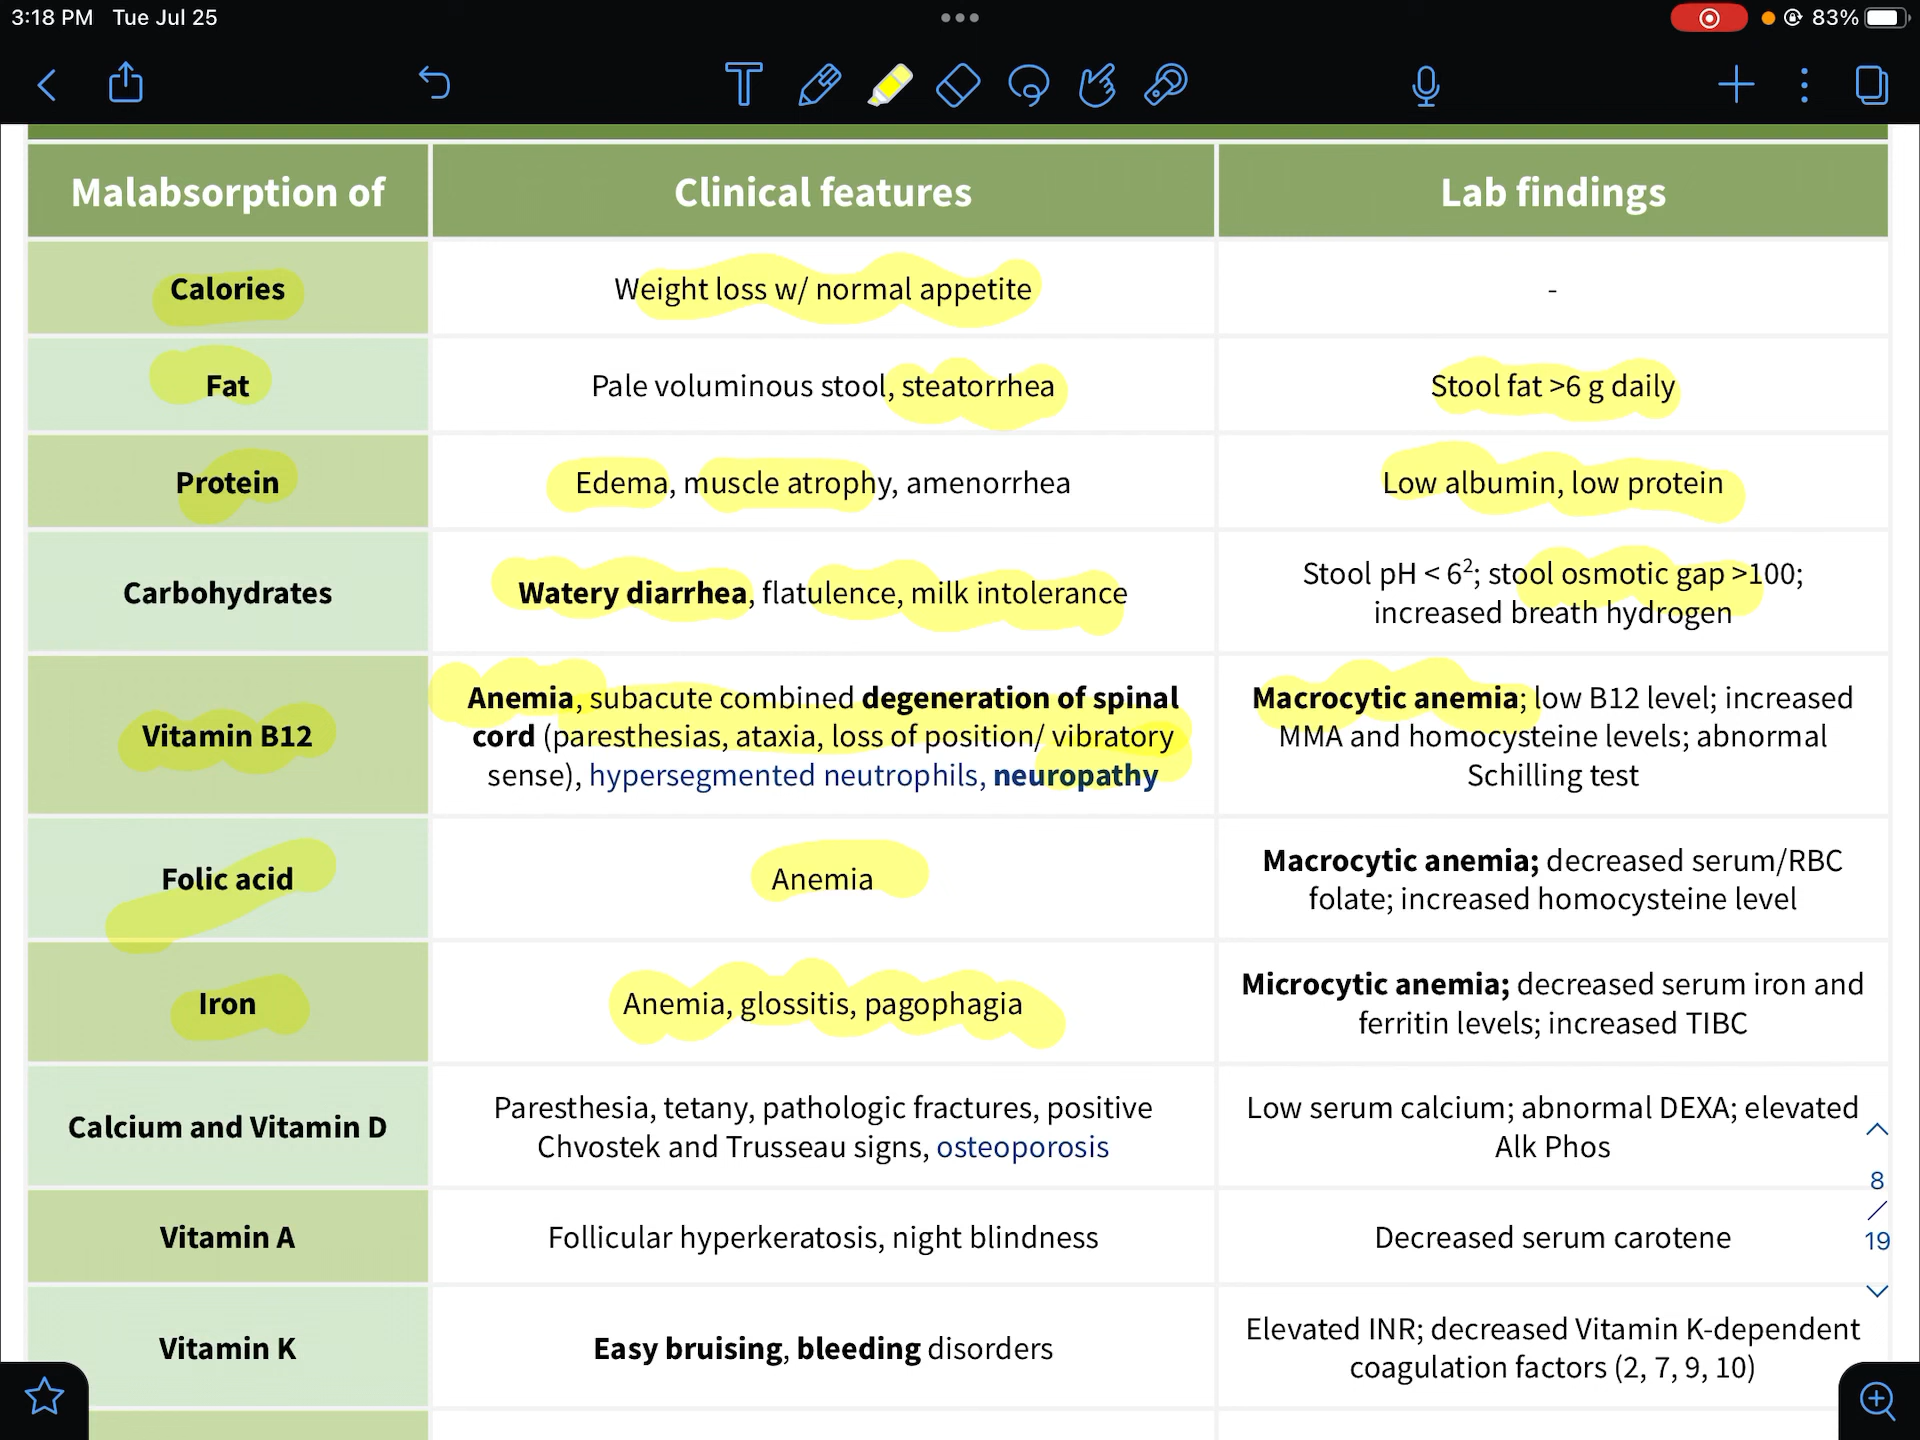 3:18 PM Tue Jul 25
83%
Malabsorption of
Clinical features
Lab findings
Calories
Weight loss w/ normal appetite
-
Fat
Pale voluminous stool, steatorrhea
Stool fat >6 g daily
Protein
Edema, muscle atrophy, amenorrhea
Low albumin, low protein
Carbohydrates
Watery diarrhea, flatulence, milk intolerance
Stool pH < 6²; stool osmotic gap >100;
increased breath hydrogen
Vitamin B12
Anemia, subacute combined degeneration of spinal
cord (paresthesias, ataxia, loss of position/ vibratory
sense), hypersegmented neutrophils, neuropathy
Macrocytic anemia; low B12 level; increased
MMA and homocysteine levels; abnormal
Schilling test
Folic acid
Anemia
Macrocytic anemia; decreased serum/RBC
folate; increased homocysteine level
Iron
Anemia, glossitis, pagophagia
Microcytic anemia; decreased serum iron and
ferritin levels; increased TIBC
Calcium and Vitamin D
Paresthesia, tetany, pathologic fractures, positive
Chvostek and Trusseau signs, osteoporosis
Low serum calcium; abnormal DEXA; elevated
Alk Phos
Vitamin A
Follicular hyperkeratosis, night blindness
Decreased serum carotene
Vitamin K
Easy bruising, bleeding disorders
Elevated INR; decreased Vitamin K-dependent
coagulation factors (2, 7, 9, 10)
8
/
19